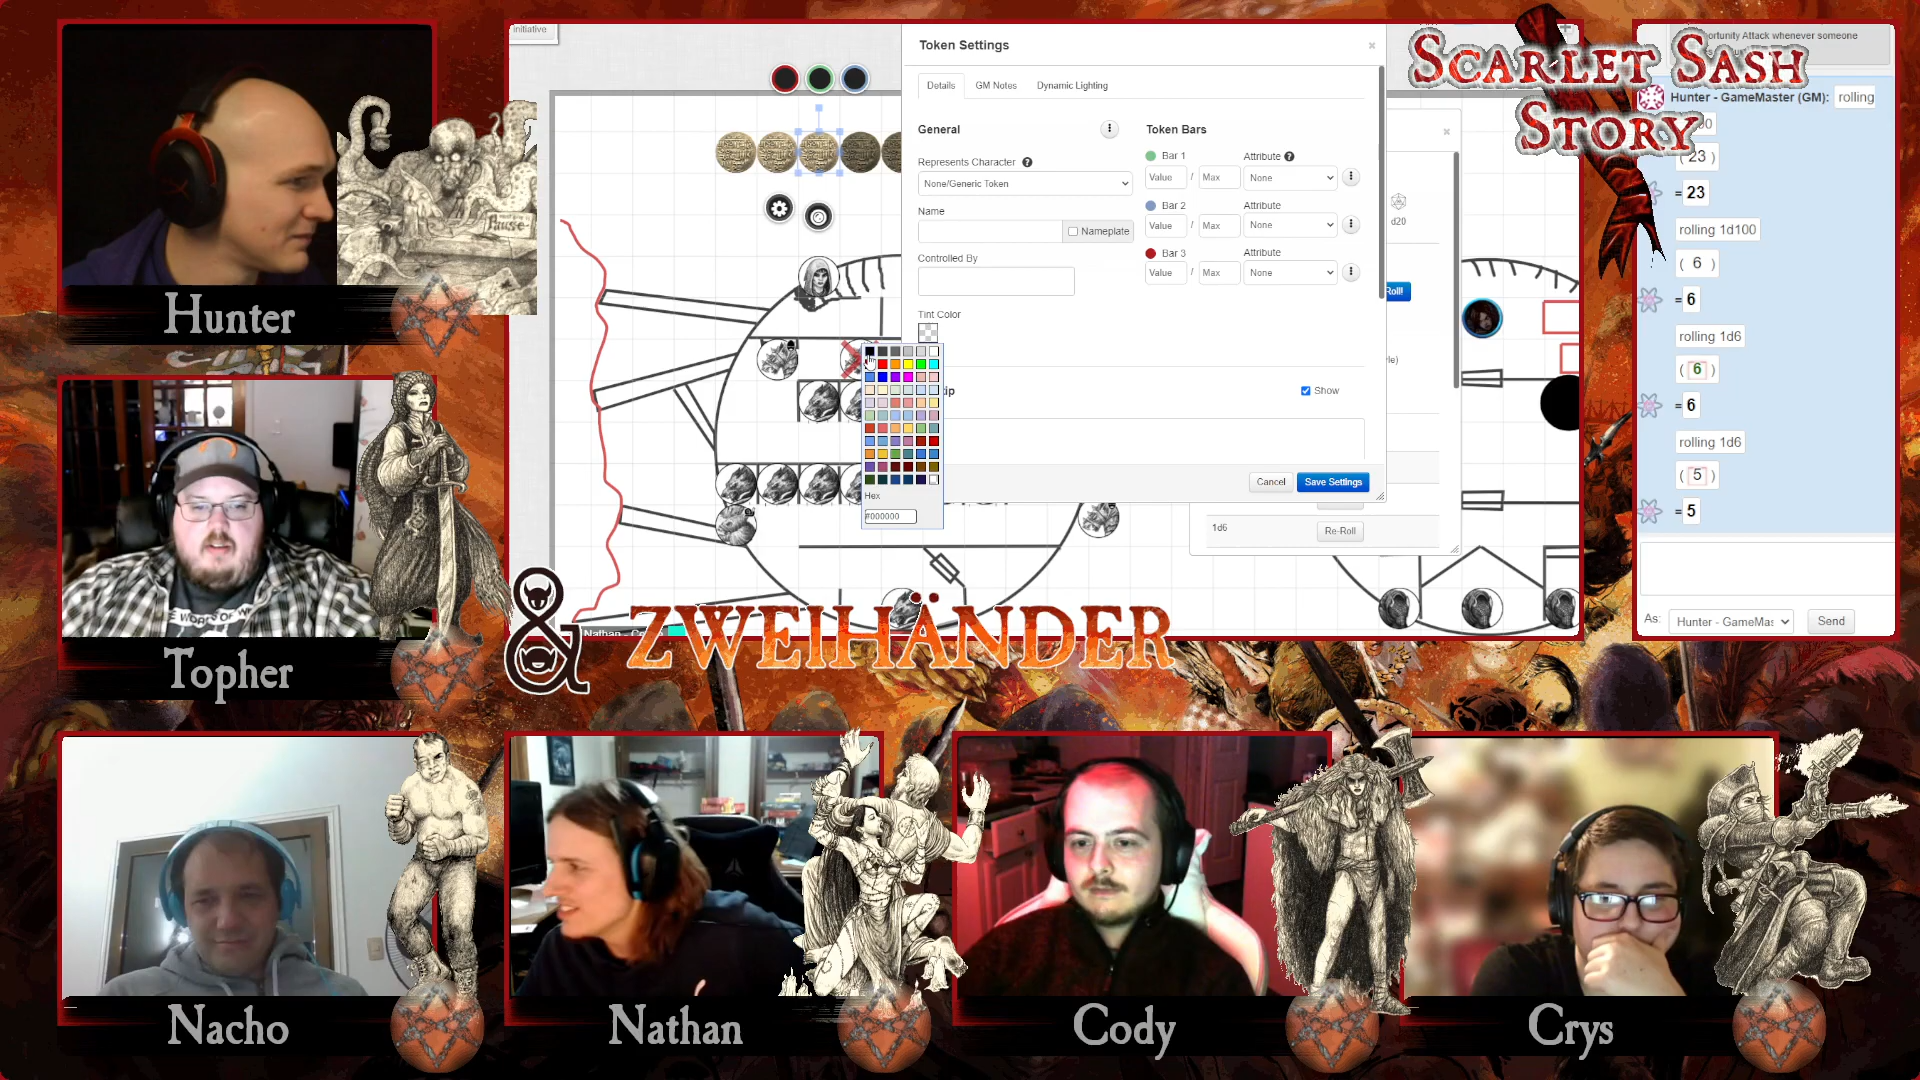 initiative
Token Settings
×
Details
GM Notes
Dynamic Lighting
General
Token Bars
Represents Character
None/Generic Token
Bar 1
Attribute
Value / Max
None
Name
Nameplate
Bar 2
Attribute
Value / Max
None
Controlled By
Bar 3
Attribute
Value / Max
None
Tint Color
Show
Hex
#000000
Cancel
Save Settings
d20
1d6
Re-Roll
Scarlet Sash
Story
portunity Attack whenever someone
Hunter - GameMaster (GM): rolling
( 23 )
= 23
rolling 1d100
( 6 )
= 6
rolling 1d6
( 6 )
= 6
rolling 1d6
( 5 )
= 5
As:
Hunter - GameMas
Send
& ZWEIHÄNDER
Pause
Hunter
Topher
Nacho
Nathan
Cody
Crys